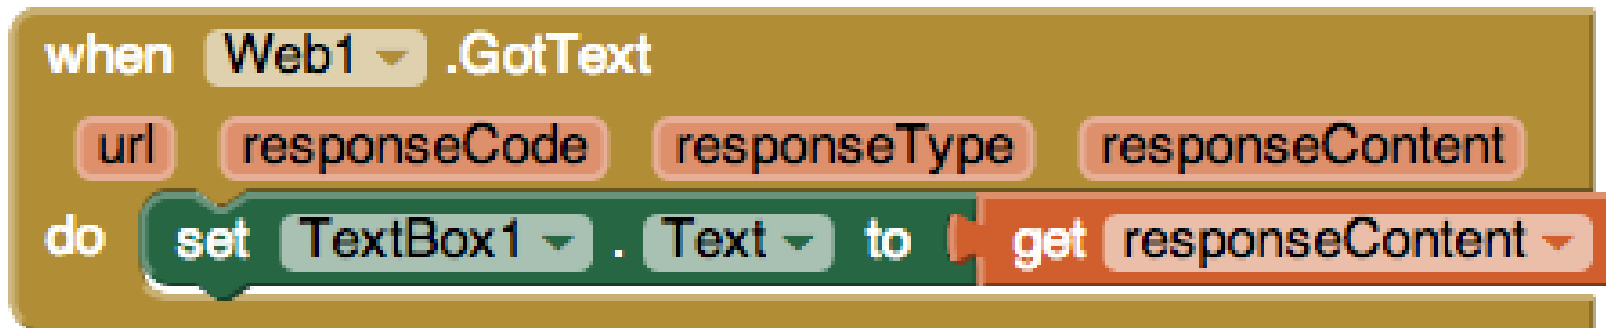 when Web1 .GotText
url responseCode responseType responseContent
do set TextBox1 . Text to get responseContent